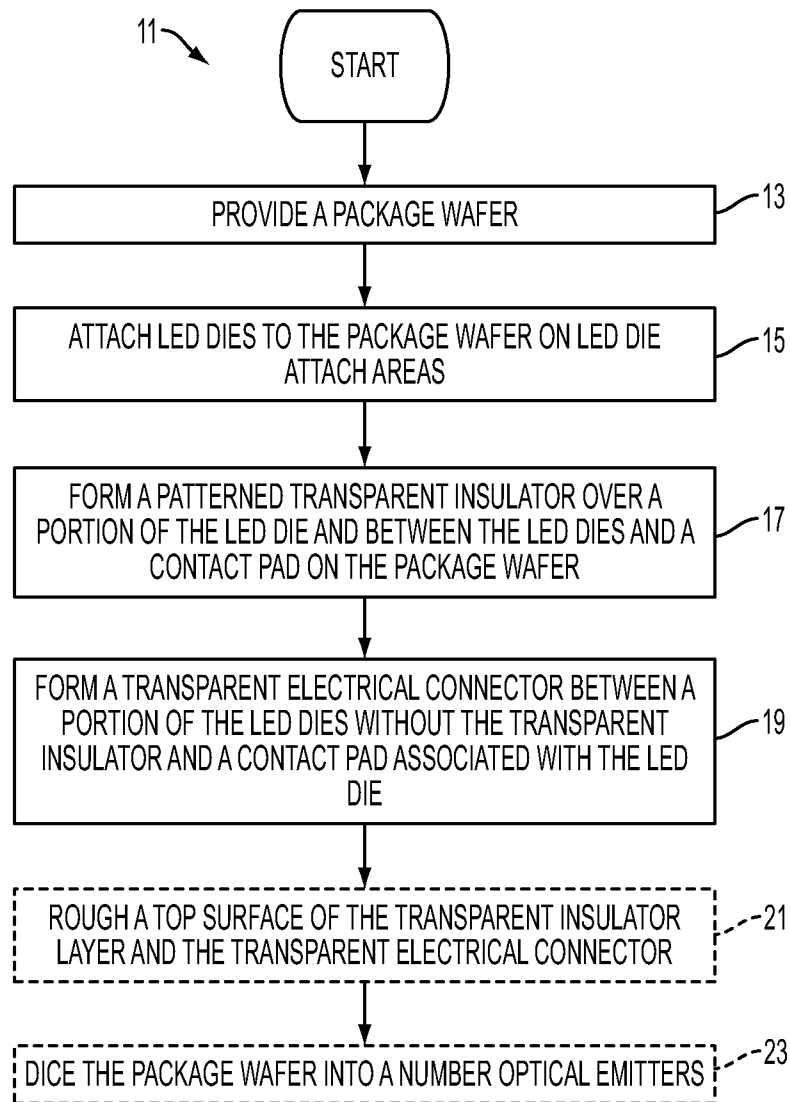 11
START
PROVIDE A PACKAGE WAFER
13
ATTACH LED DIES TO THE PACKAGE WAFER ON LED DIE
ATTACH AREAS
15
FORM A PATTERNED TRANSPARENT INSULATOR OVER A
PORTION OF THE LED DIE AND BETWEEN THE LED DIES AND A
CONTACT PAD ON THE PACKAGE WAFER
17
FORM A TRANSPARENT ELECTRICAL CONNECTOR BETWEEN A
PORTION OF THE LED DIES WITHOUT THE TRANSPARENT
INSULATOR AND A CONTACT PAD ASSOCIATED WITH THE LED
DIE
19
ROUGH A TOP SURFACE OF THE TRANSPARENT INSULATOR
LAYER AND THE TRANSPARENT ELECTRICAL CONNECTOR
21
DICE THE PACKAGE WAFER INTO A NUMBER OPTICAL EMITTERS
23